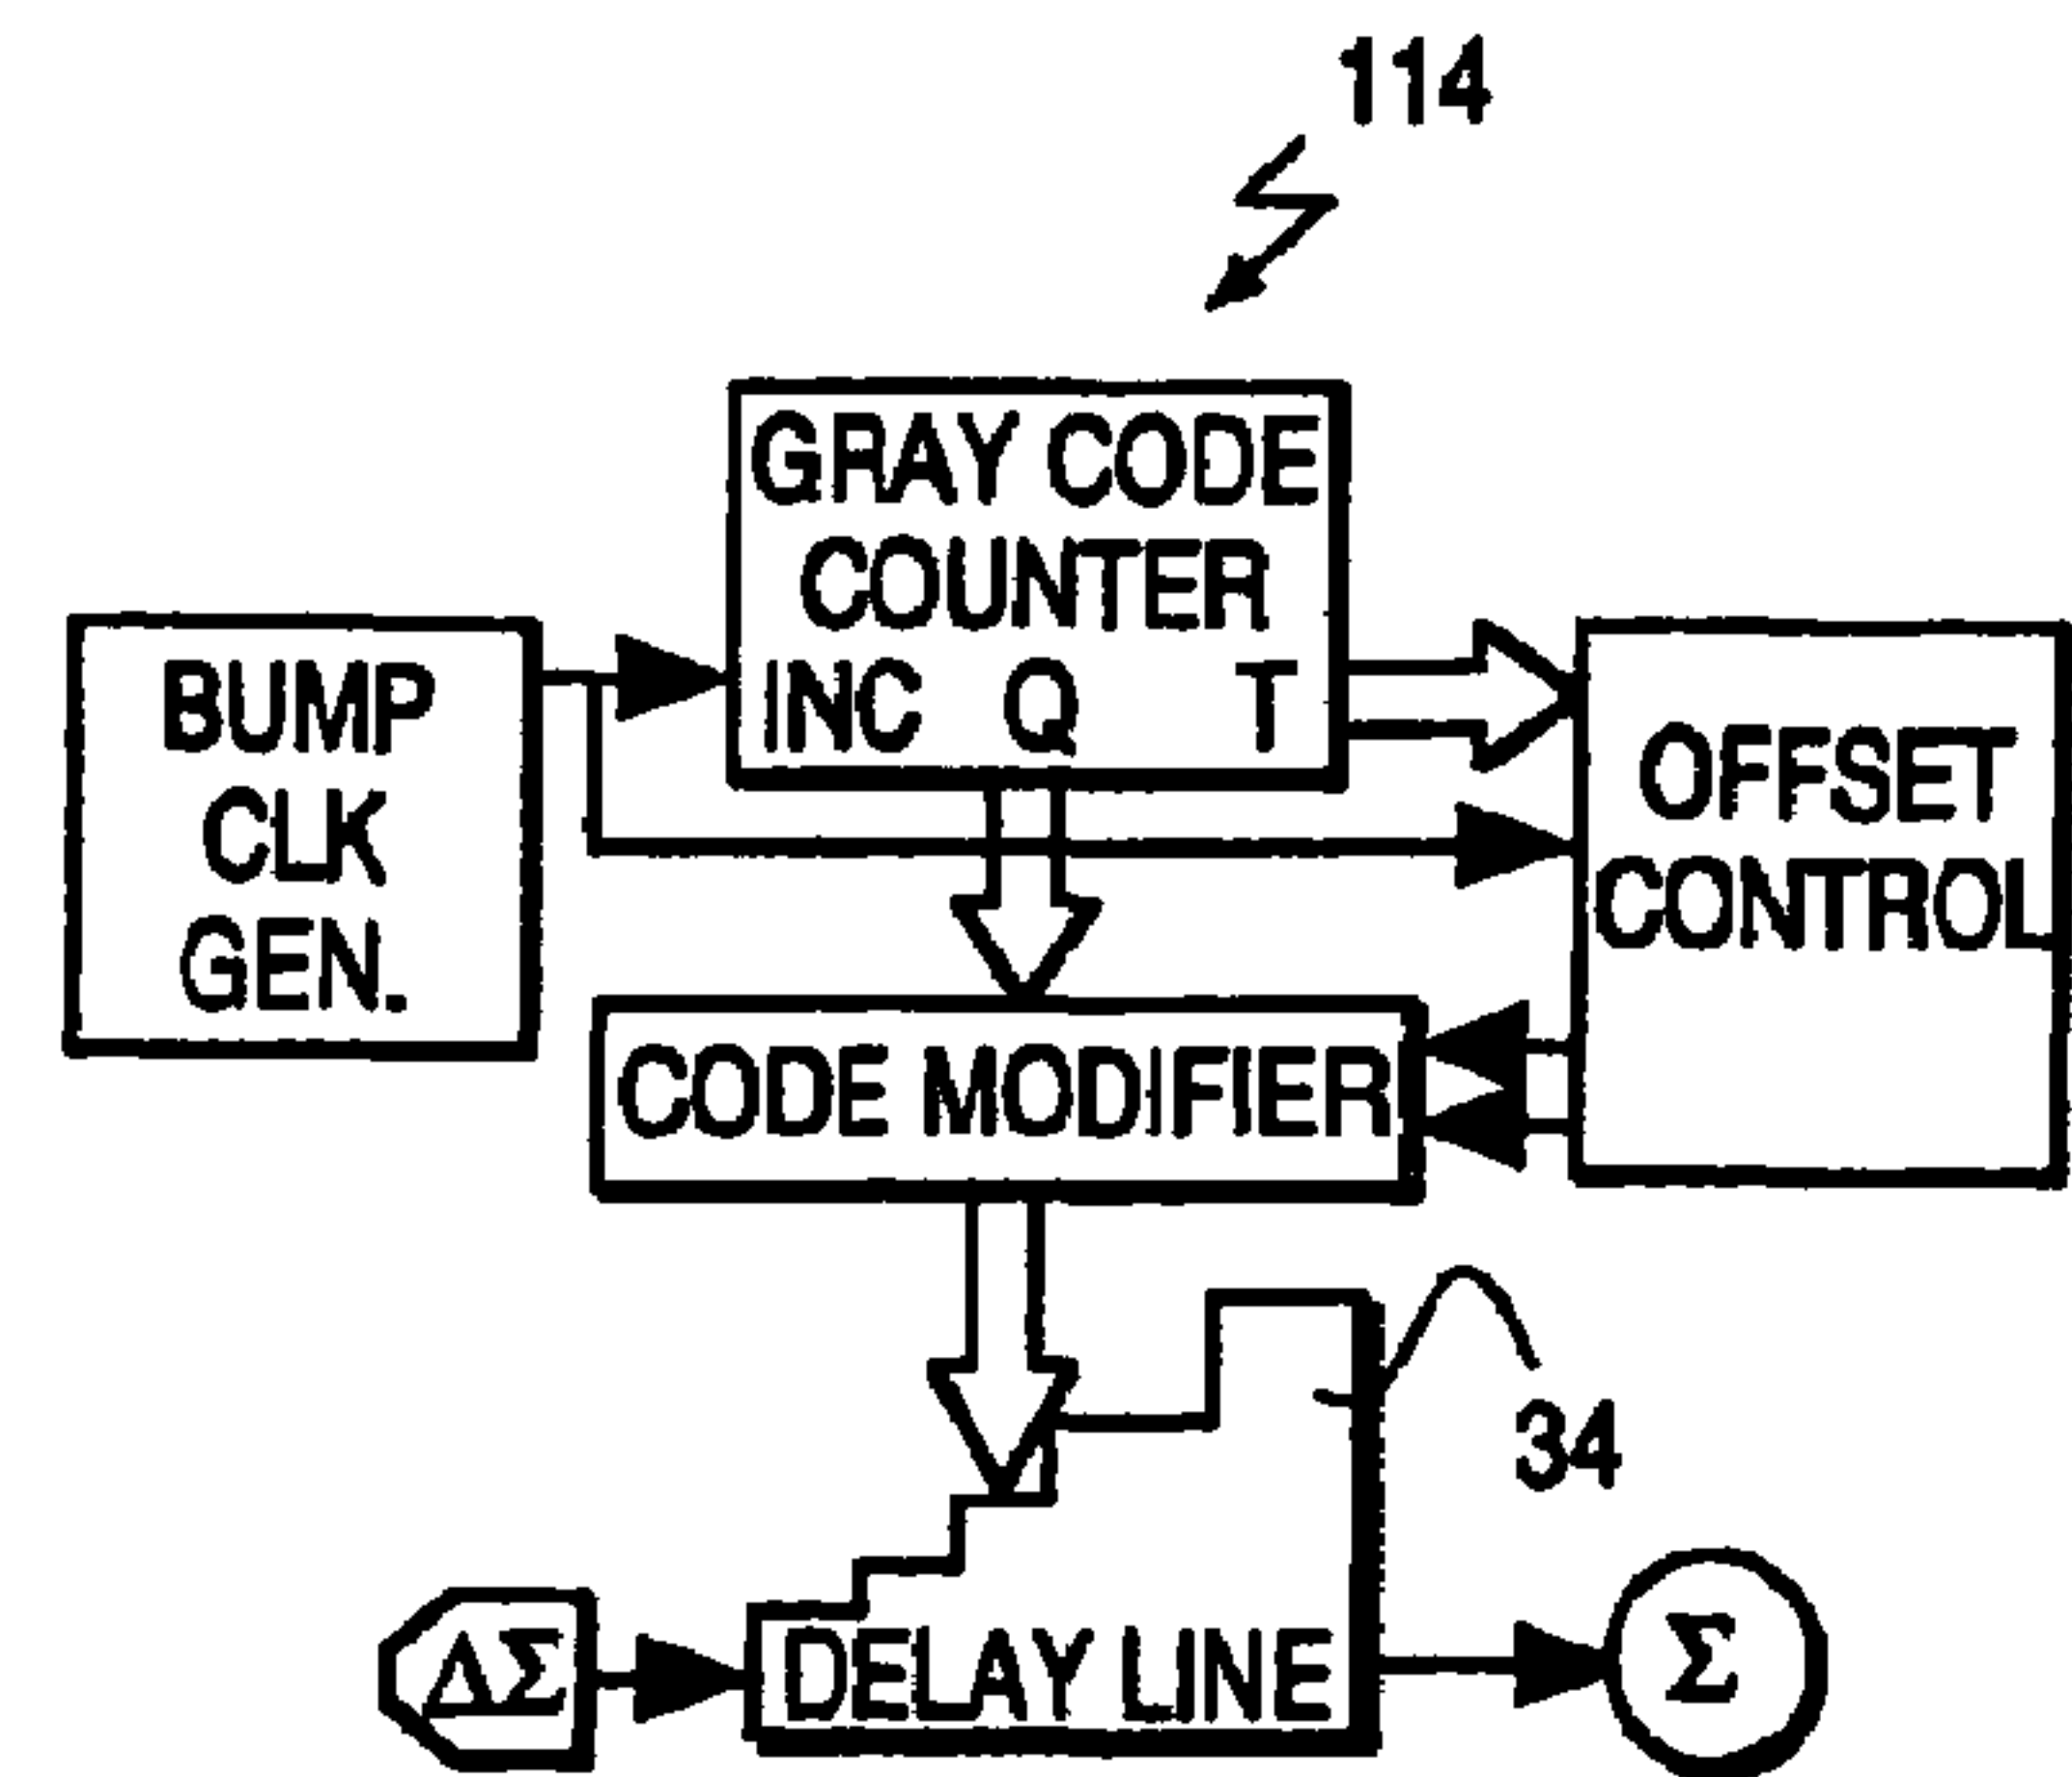 114
GRAY CODE
COUNTER
INC Q T
BUMP
CLK
GEN.
OFFSET
CONTROL
CODE MODIFIER
34
ΔΣ
DELAY LINE
Σ